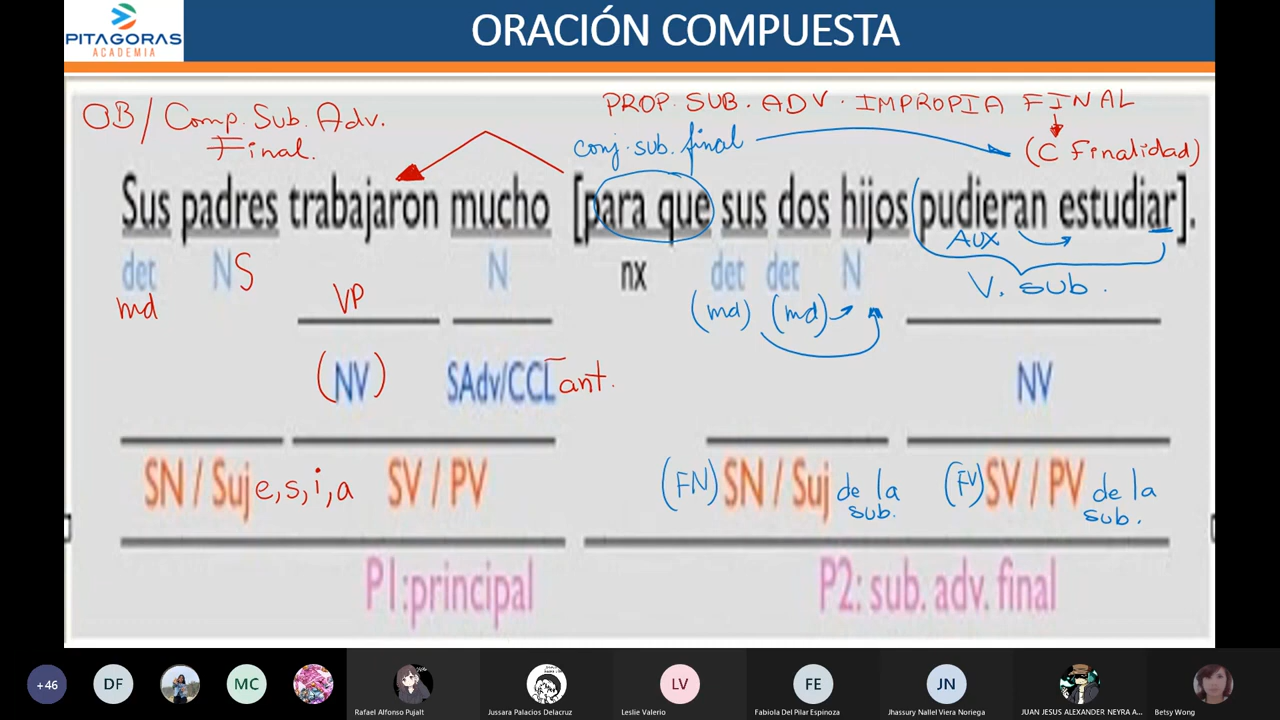 PITAGORAS
ACADEMIA
ORACIÓN COMPUESTA
OB / Comp. Sub. Adv.
Final.
PROP. SUB. ADV. IMPROPIA FINAL
conj. sub. final
(C Finalidad)
Sus padres trabajaron mucho [para que sus dos hijos pudieran estudiar].
AUX
det N S N nx det det N
V. sub.
md VP (md) (md)
(NV) SAdv/CCL ant. NV
SN / Suj e, s, i, a SV / PV (FN) SN / Suj de la sub. (FV) SV / PV de la sub.
P1:principal P2: sub. adv. final
+46 DF MC LV FE JN
Rafael Alfonso Pujalt Jussara Palacios Delacruz Leslie Valerio Fabiola Del Pilar Espinoza Jhassury Nallel Viera Noriega JUAN JESUS ALEXANDER NEYRA A... Betsy Wong